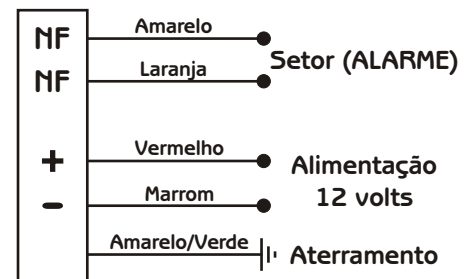 NF Amarelo
Setor (ALARME)
NF Laranja
+ Vermelho
Alimentação
12 volts
- Marrom
Amarelo/Verde Aterramento